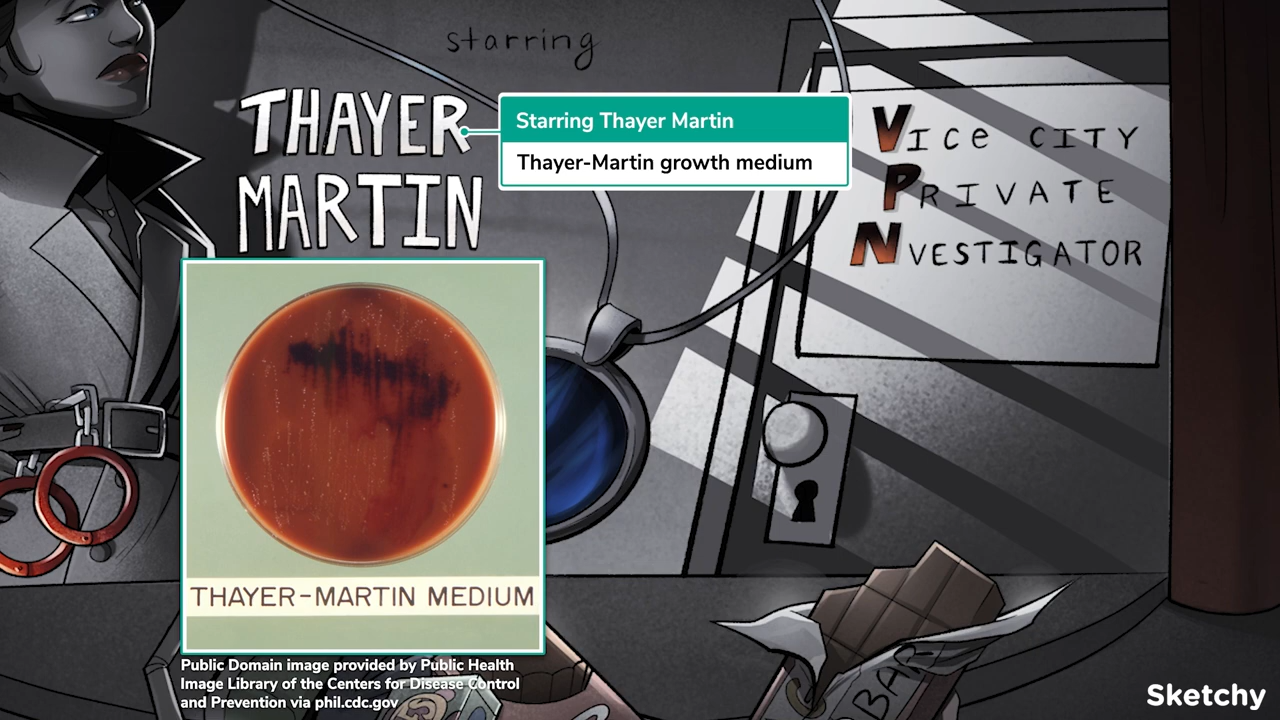 starring
THAYER
MARTIN
Starring Thayer Martin
Thayer-Martin growth medium
VICE CITY
PRIVATE
NVESTIGATOR
THAYER-MARTIN MEDIUM
Public Domain image provided by Public Health
Image Library of the Centers for Disease Control
and Prevention via phil.cdc.gov
BAR
Sketchy